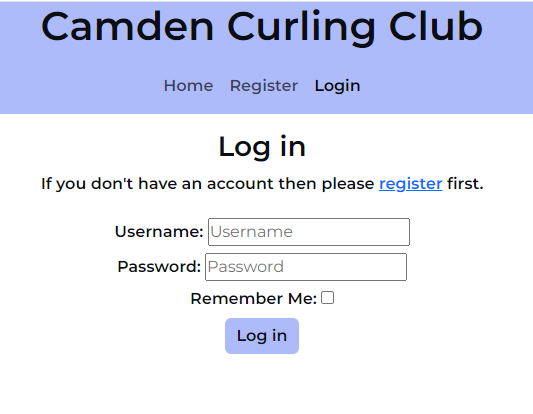 Camden Curling Club
Home Register Login
Log in
If you don't have an account then please register first.
Username: Username
Password: Password
Remember Me:
Log in